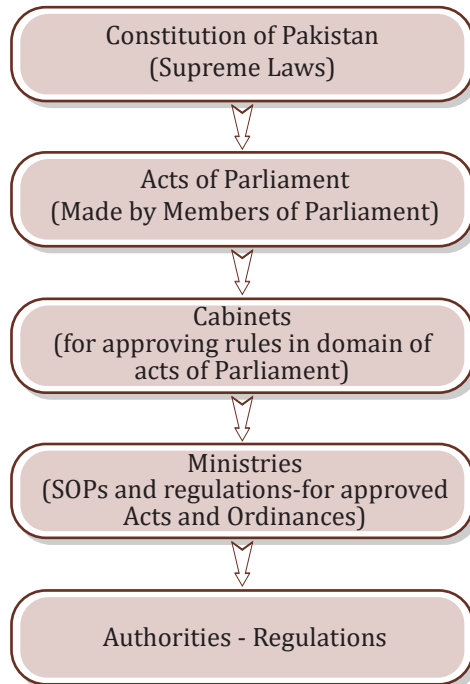 Constitution of Pakistan
(Supreme Laws)
Acts of Parliament
(Made by Members of Parliament)
Cabinets
(for approving rules in domain of
acts of Parliament)
Ministries
(SOPs and regulations-for approved
Acts and Ordinances)
Authorities - Regulations